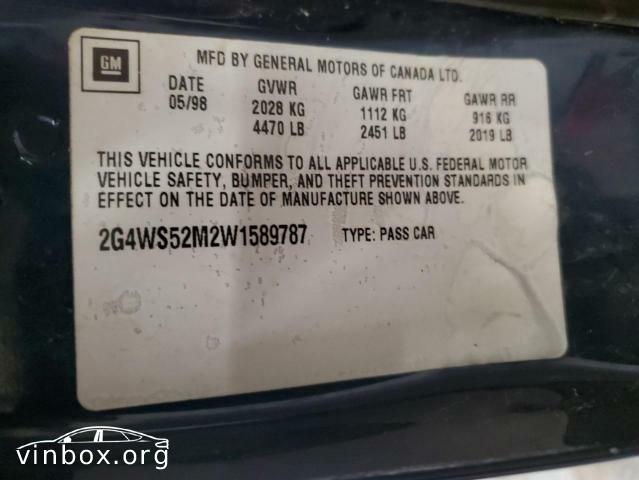 GM
MFD BY GENERAL MOTORS OF CANADA LTD.
DATE GVWR GAWR FRT GAWR RR
05/98 2028 KG 1112 KG 916 KG
4470 LB 2451 LB 2019 LB
THIS VEHICLE CONFORMS TO ALL APPLICABLE U.S. FEDERAL MOTOR
VEHICLE SAFETY, BUMPER, AND THEFT PREVENTION STANDARDS IN
EFFECT ON THE DATE OF MANUFACTURE SHOWN ABOVE.
2G4WS52M2W1589787 TYPE: PASS CAR
vinbox.org